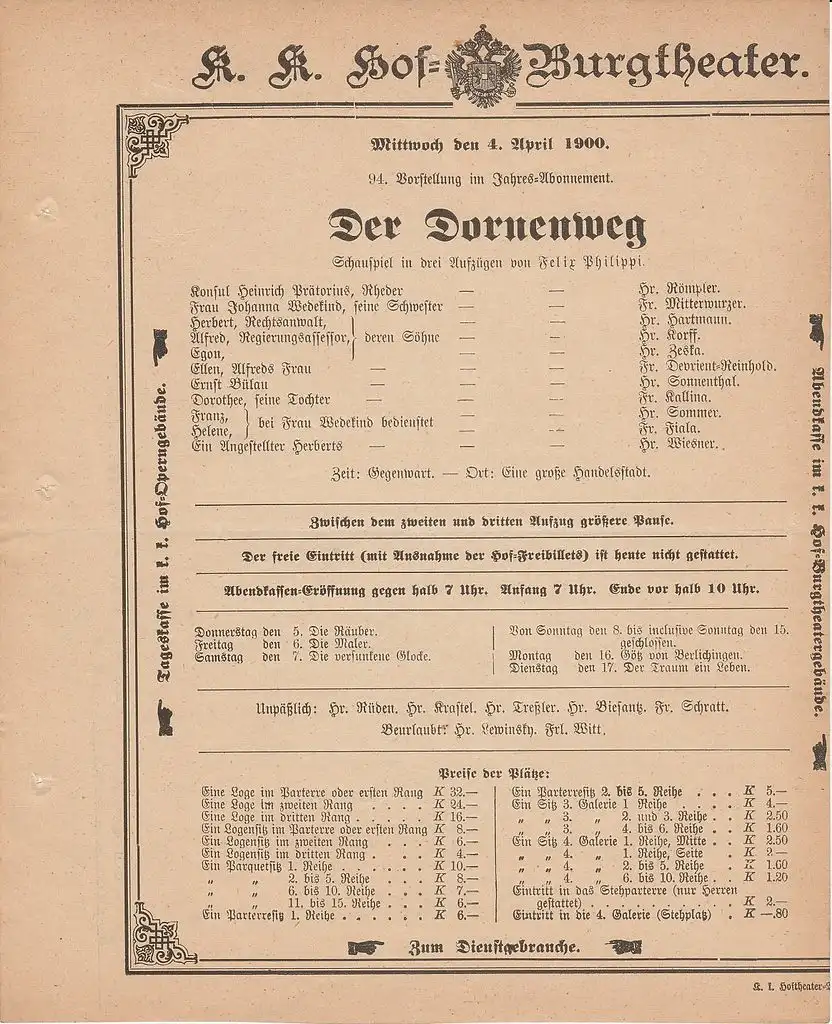 K. K. Hof=Burgtheater.
Mittwoch den 4. April 1900.
94. Vorstellung im Jahres=Abonnement.
Der Dornenweg
Schauspiel in drei Aufzügen von Felix Philippi.
Konsul Heinrich Prätorius, Rheder — — Hr. Römpler.
Frau Johanna Wedekind, seine Schwester — — Fr. Mitterwurzer.
Herbert, Rechtsanwalt, — — Hr. Hartmann.
Alfred, Regierungsassessor, } deren Söhne — — Hr. Korff.
Egon, — — Hr. Zeska.
Ellen, Alfreds Frau — — — Fr. Devrient=Reinhold.
Ernst Bülau — — — Hr. Sonnenthal.
Dorothee, seine Tochter — — — Fr. Kallina.
Franz, } bei Frau Wedekind bedienstet — — Hr. Sommer.
Helene, — — Fr. Fiala.
Ein Angestellter Herberts — — — Hr. Wiesner.
Zeit: Gegenwart. — Ort: Eine große Handelsstadt.
Zwischen dem zweiten und dritten Aufzug größere Pause.
Der freie Eintritt (mit Ausnahme der Hof=Freibillets) ist heute nicht gestattet.
Abendkassen=Eröffnung gegen halb 7 Uhr. Anfang 7 Uhr. Ende vor halb 10 Uhr.
Donnerstag den 5. Die Räuber.
Freitag den 6. Die Maler.
Samstag den 7. Die versunkene Glocke.
Von Sonntag den 8. bis inclusive Sonntag den 15.
geschlossen.
Montag den 16. Götz von Berlichingen.
Dienstag den 17. Der Traum ein Leben.
Unpäßlich: Hr. Rüden. Hr. Krastel. Hr. Treßler. Hr. Biesantz. Fr. Schratt.
Beurlaubt: Hr. Lewinsky. Frl. Witt.
Preise der Plätze:
Eine Loge im Parterre oder ersten Rang K 32.—
Eine Loge im zweiten Rang . . . . K 24.—
Eine Loge im dritten Rang . . . . K 16.—
Ein Logensitz im Parterre oder ersten Rang K 8.—
Ein Logensitz im zweiten Rang . . . K 6.—
Ein Logensitz im dritten Rang . . . K 4.—
Ein Parquetsitz 1. Reihe . . . . K 10.—
„ „ 2. bis 5. Reihe . . . K 8.—
„ „ 6. bis 10. Reihe . . . K 7.—
„ „ 11. bis 15. Reihe . . . K 6.—
Ein Parterresitz 1. Reihe . . . . . . K 6.—
Ein Parterresitz 2. bis 5. Reihe . . . K 5.—
Ein Sitz 3. Galerie 1 Reihe . . . . K 4.—
„ „ 3. „ 2. und 3. Reihe . . K 2.50
„ „ 3. „ 4. bis 6. Reihe . . K 1.60
Ein Sitz 4. Galerie 1. Reihe, Mitte . . K 2.50
„ „ 4. „ 1. Reihe, Seite . K 2.—
„ „ 4. „ 2. bis 5 Reihe . . K 1.60
„ „ 4. „ 6. bis 10. Reihe . . K 1.20
Eintritt in das Stehparterre (nur Herren
gestattet) . . . . . . . . . K 2.—
Eintritt in die 4. Galerie (Stehplatz) . K —.80
Zum Dienstgebrauche.
Tageskasse im k. k. Hof=Operngebäude.
Abendkasse im k. k. Hof=Burgtheatergebäude.
K. k. Hoftheater=